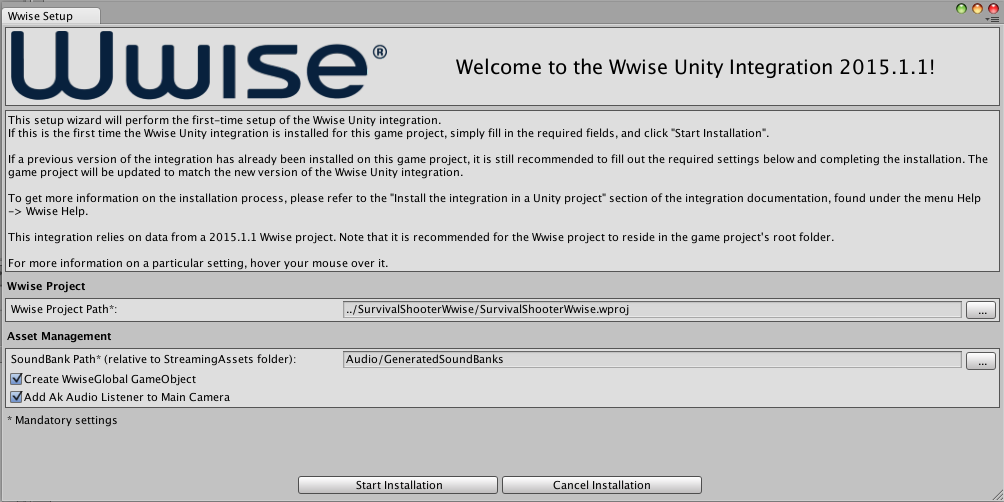 Wwise Setup
Wwise®
Welcome to the Wwise Unity Integration 2015.1.1!
This setup wizard will perform the first-time setup of the Wwise Unity integration.
If this is the first time the Wwise Unity integration is installed for this game project, simply fill in the required fields, and click "Start Installation".
If a previous version of the integration has already been installed on this game project, it is still recommended to fill out the required settings below and completing the installation. The
game project will be updated to match the new version of the Wwise Unity integration.
To get more information on the installation process, please refer to the "Install the integration in a Unity project" section of the integration documentation, found under the menu Help
-> Wwise Help.
This integration relies on data from a 2015.1.1 Wwise project. Note that it is recommended for the Wwise project to reside in the game project's root folder.
For more information on a particular setting, hover your mouse over it.
Wwise Project
Wwise Project Path*: ../SurvivalShooterWwise/SurvivalShooterWwise.wproj ...
Asset Management
SoundBank Path* (relative to StreamingAssets folder): Audio/GeneratedSoundBanks ...
Create WwiseGlobal GameObject
Add Ak Audio Listener to Main Camera
* Mandatory settings
Start Installation Cancel Installation